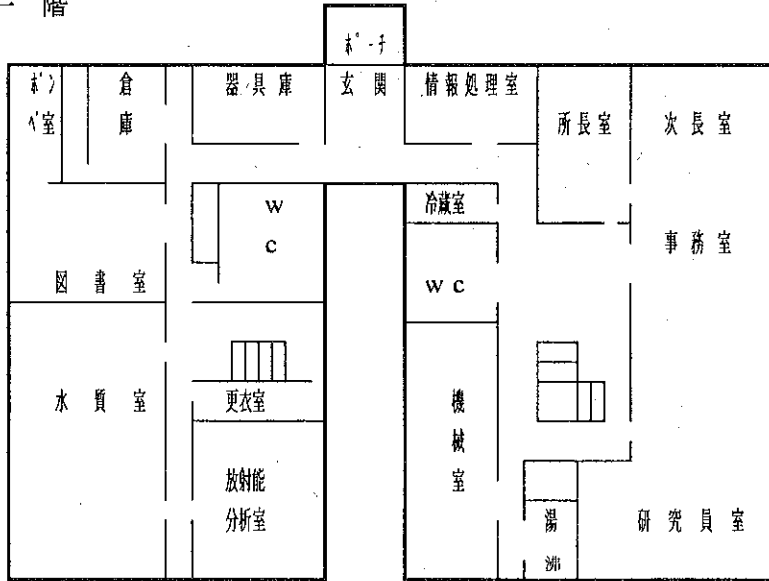 一 階
ポーチ
ボンベ室
倉庫
器具庫
玄関
情報処理室
所長室
次長室
WC
冷蔵室
事務室
図書室
WC
水質室
更衣室
機械室
放射能
分析室
湯沸
研究員室